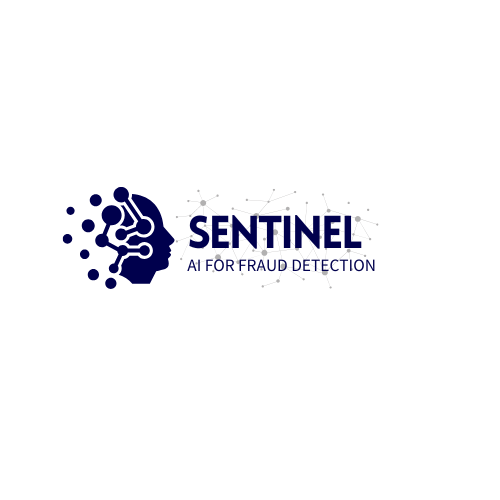 SENTINEL
AI FOR FRAUD DETECTION